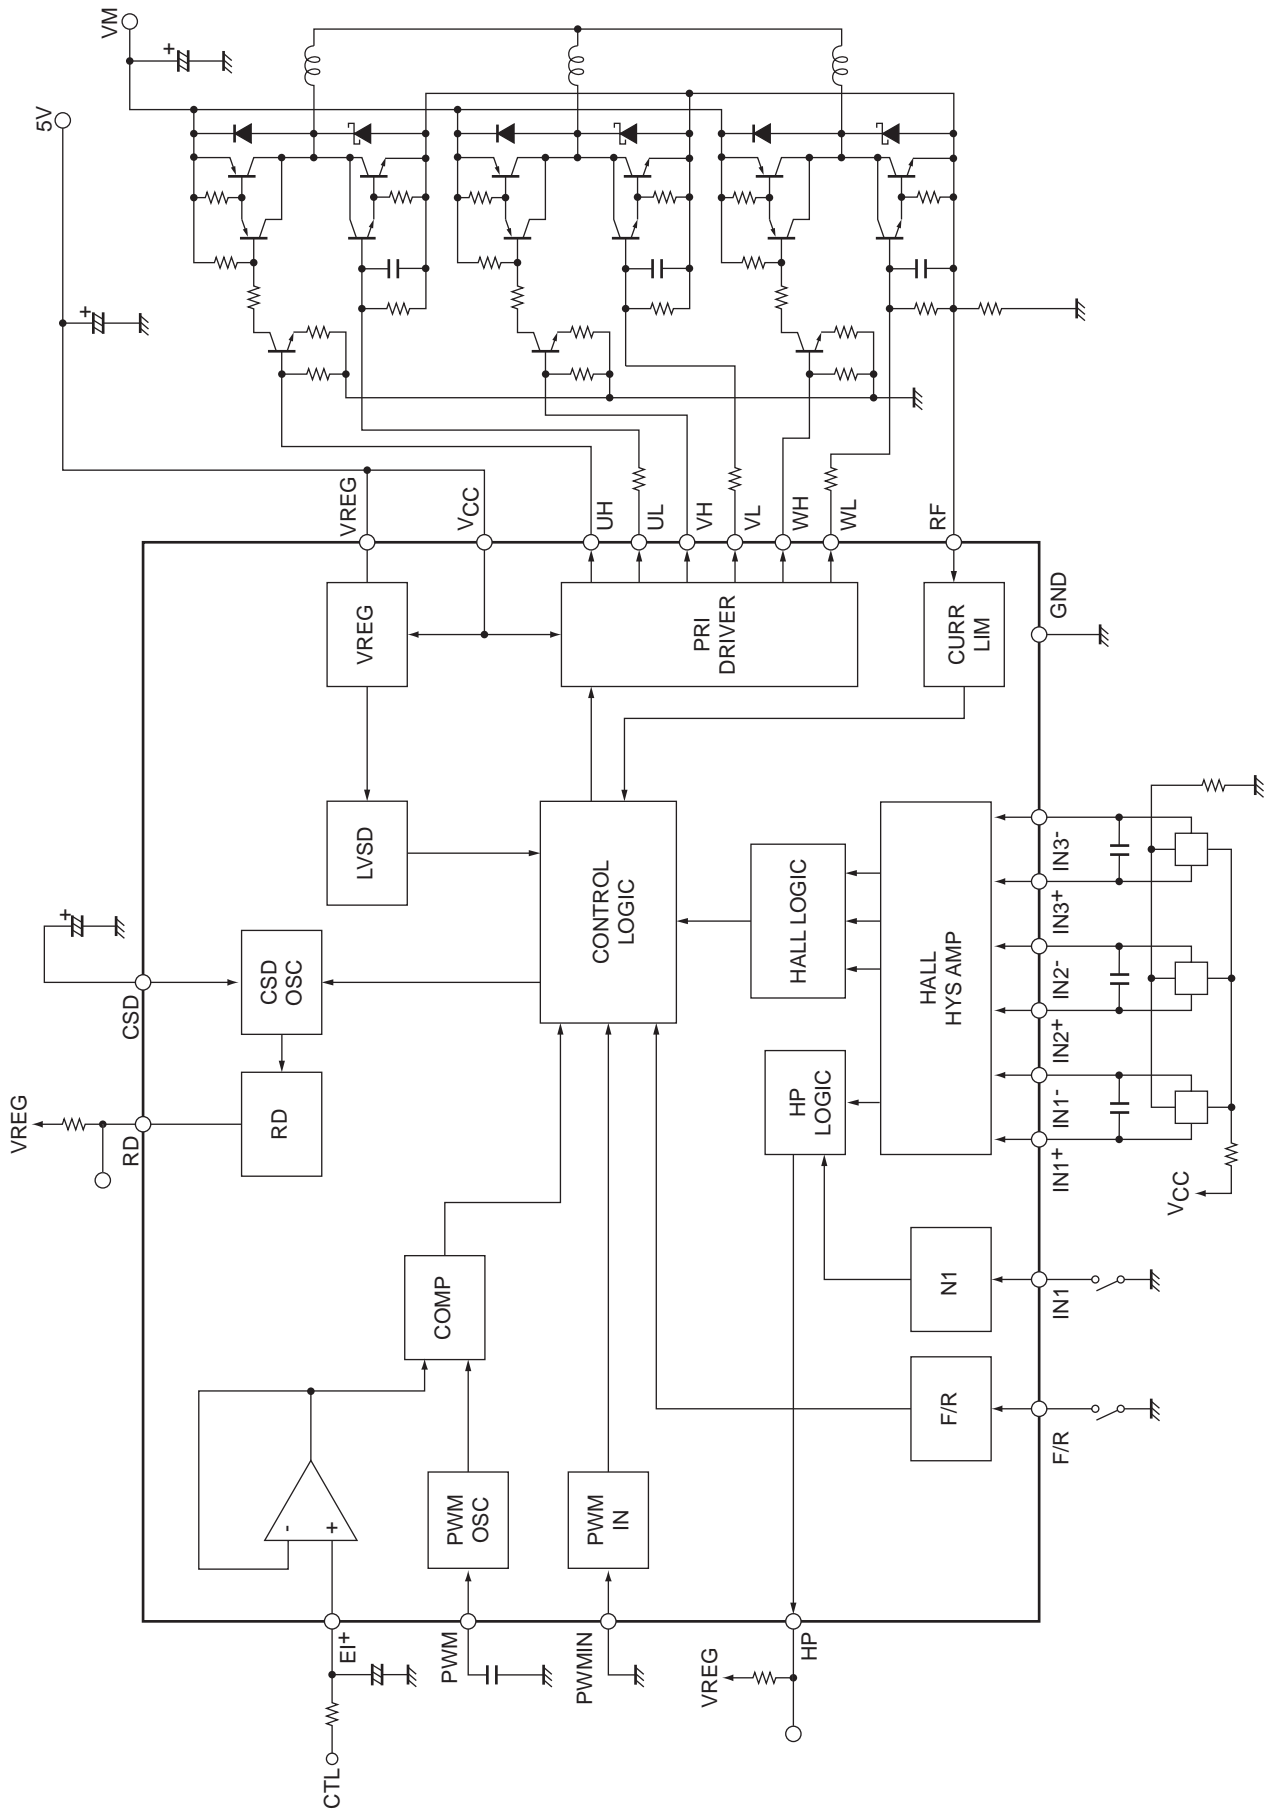 VM
5V
+
+
VREG
VCC
UH
UL
VH
VL
WH
WL
RF
GND
VREG
PRI
DRIVER
CURR
LIM
LVSD
CONTROL
LOGIC
HALL LOGIC
HALL
HYS AMP
HP
LOGIC
+
CSD
CSD
OSC
RD
VREG
RD
COMP
N1
F/R
-
+
PWM
OSC
PWM
IN
IN3-
IN3+
IN2-
IN2+
IN1-
IN1+
VCC
IN1
F/R
EI+
PWM
PWMIN
HP
VREG
CTL